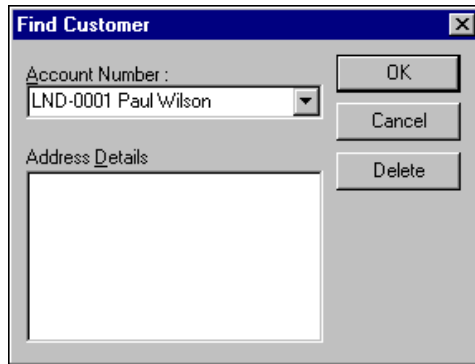 Find Customer
Account Number :
LND-0001 Paul Wilson
Address Details
OK
Cancel
Delete